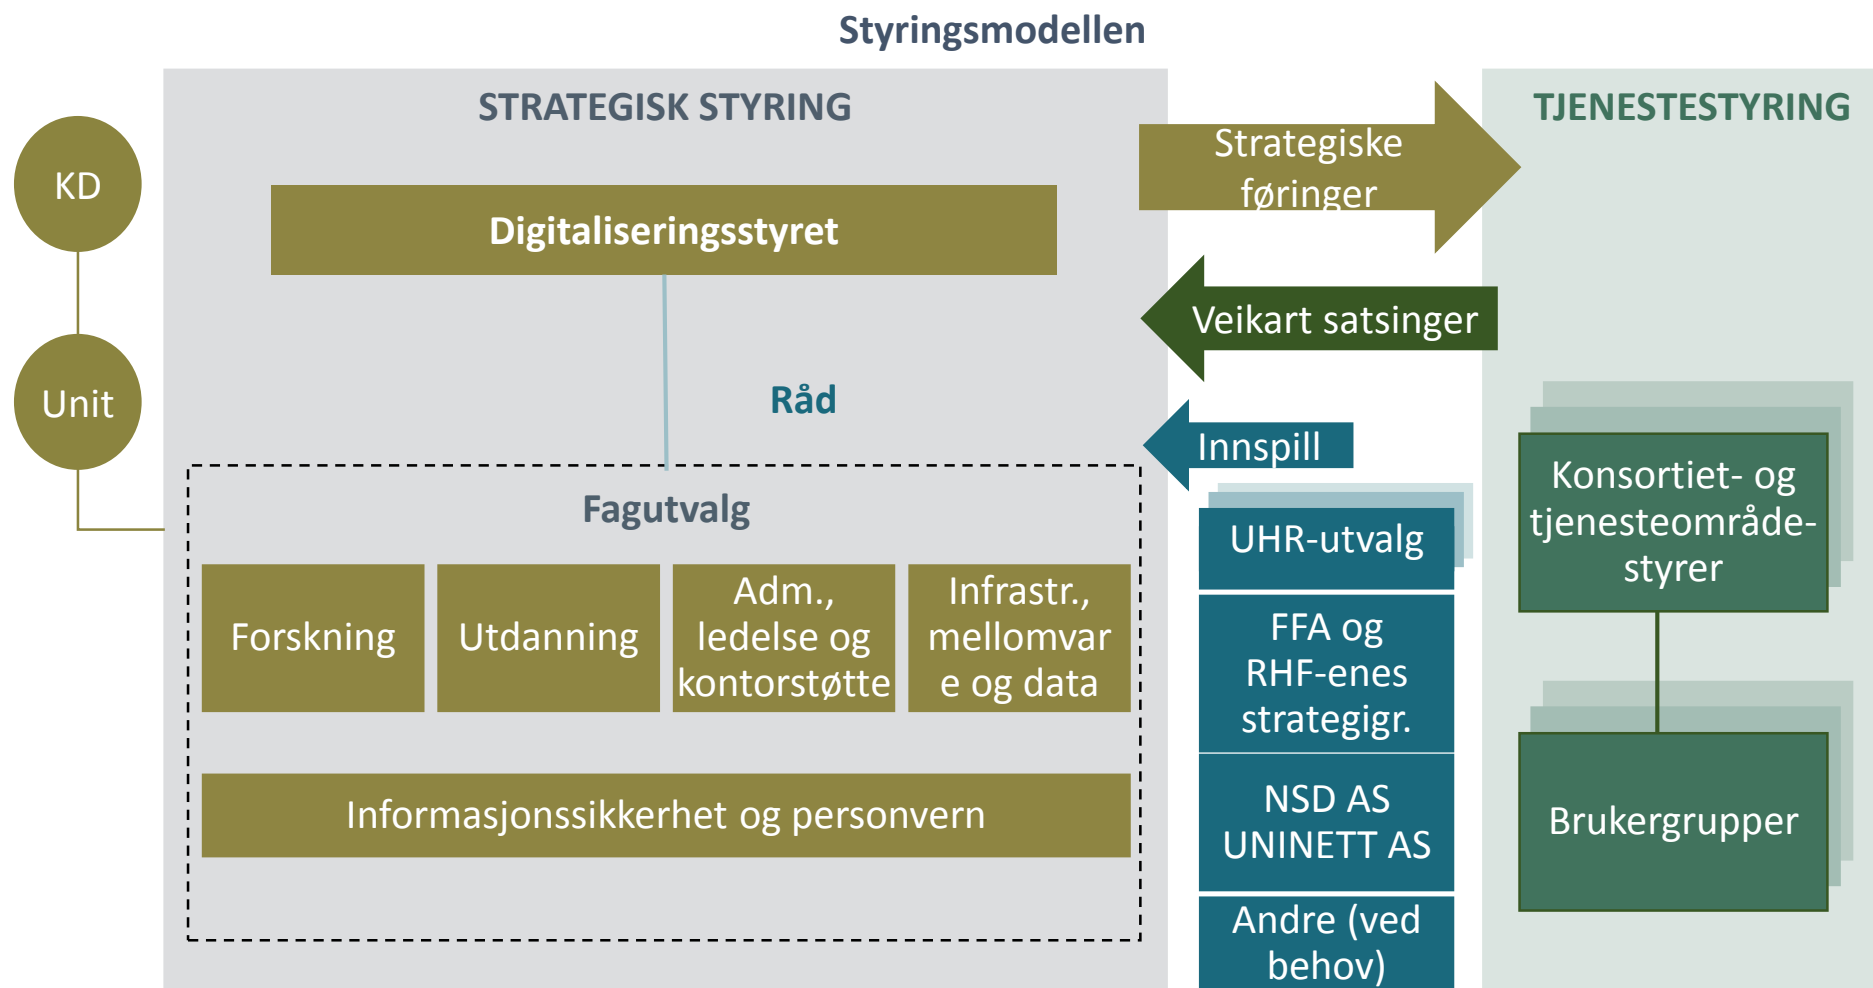 Styringsmodellen
STRATEGISK STYRING
TJENESTESTYRING
KD
Unit
Digitaliseringsstyret
Strategiske
føringer
Veikart satsinger
Råd
Innspill
Fagutvalg
Forskning
Utdanning
Adm.,
ledelse og
kontorstøtte
Infrastr.,
mellomvar
e og data
Informasjonssikkerhet og personvern
UHR-utvalg
FFA og
RHF-enes
strategigr.
NSD AS
UNINETT AS
Andre (ved
behov)
Konsortiet- og
tjenesteområde-
styrer
Brukergrupper